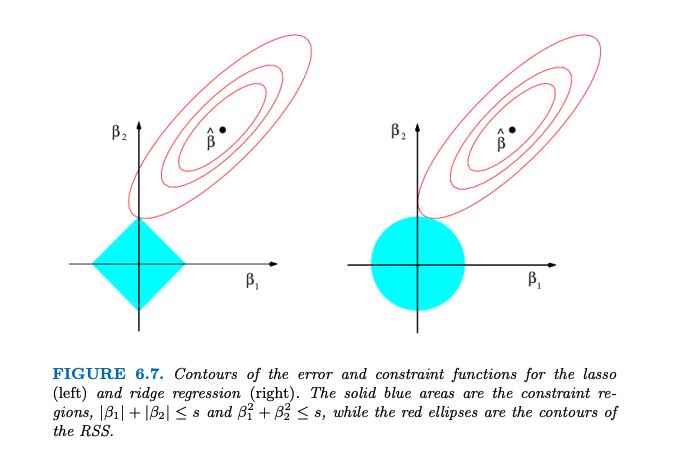 β₂
β̂
β₁
β₂
β̂
β₁
FIGURE 6.7. Contours of the error and constraint functions for the lasso
(left) and ridge regression (right). The solid blue areas are the constraint re-
gions, |β₁| + |β₂| ≤ s and β₁² + β₂² ≤ s, while the red ellipses are the contours of
the RSS.